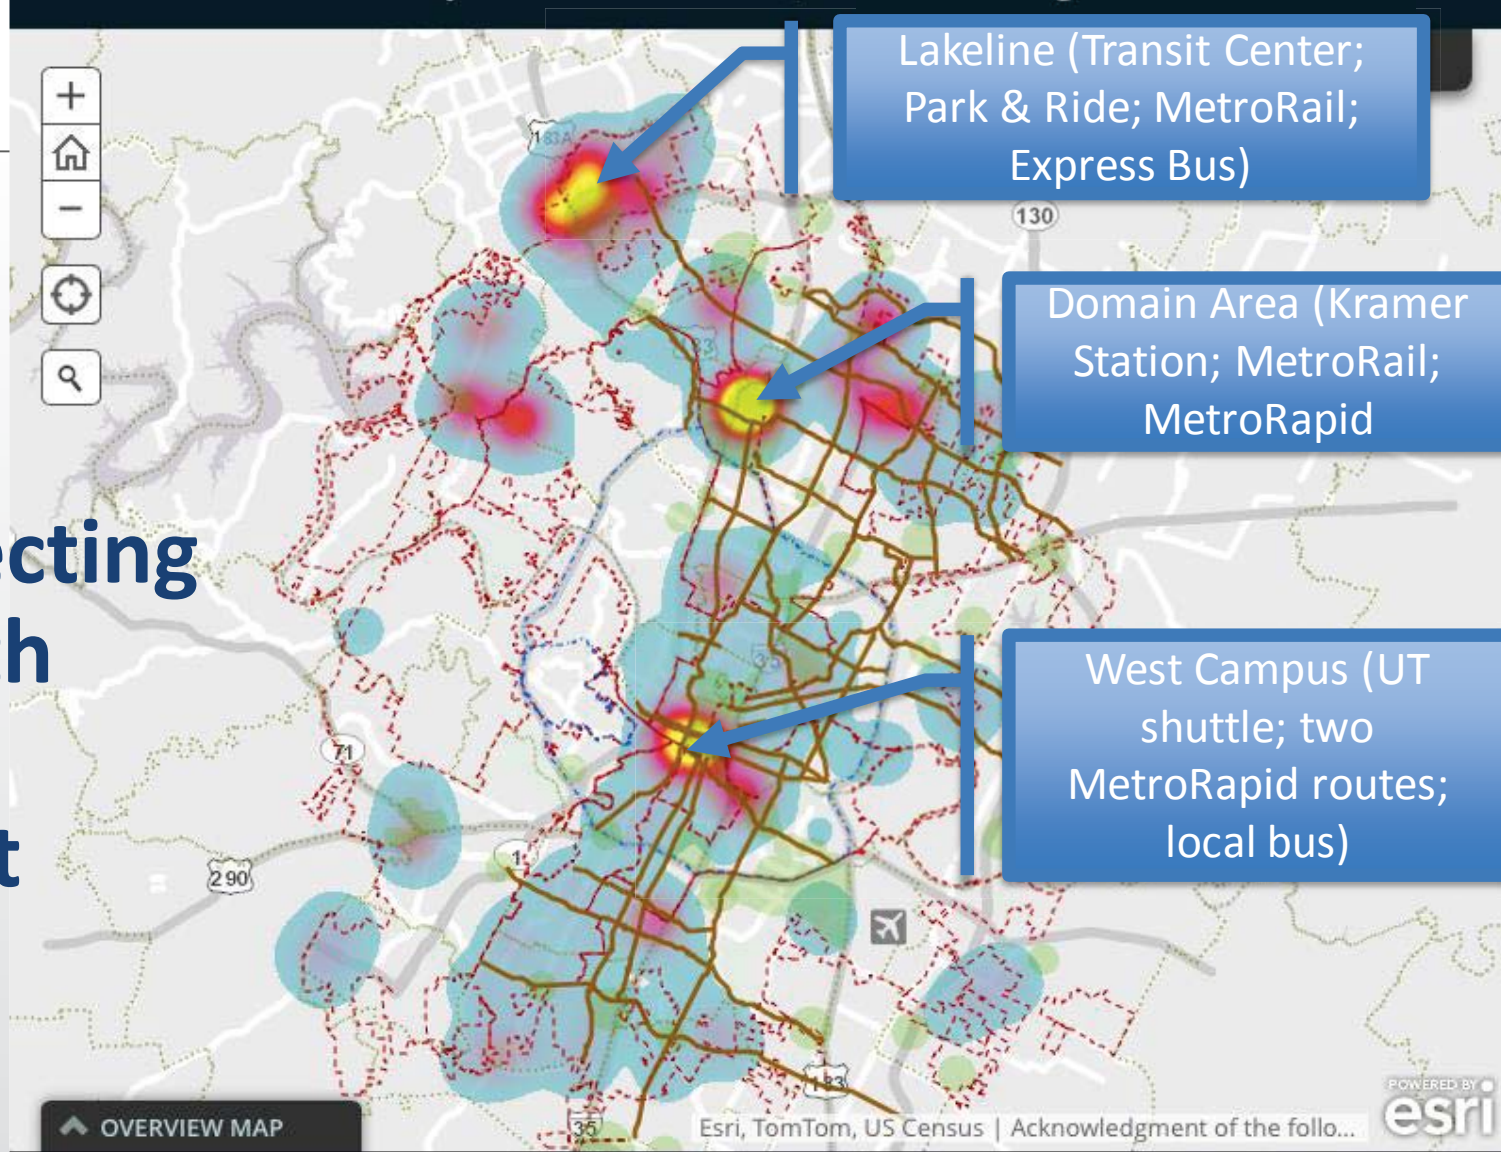 Lakeline (Transit Center;
Park & Ride; MetroRail;
Express Bus)
183A
130
Domain Area (Kramer
Station; MetroRail;
MetroRapid
35
West Campus (UT
shuttle; two
MetroRapid routes;
local bus)
71
1
290
183
35
OVERVIEW MAP
Esri, TomTom, US Census | Acknowledgment of the follo...
POWERED BY
esri